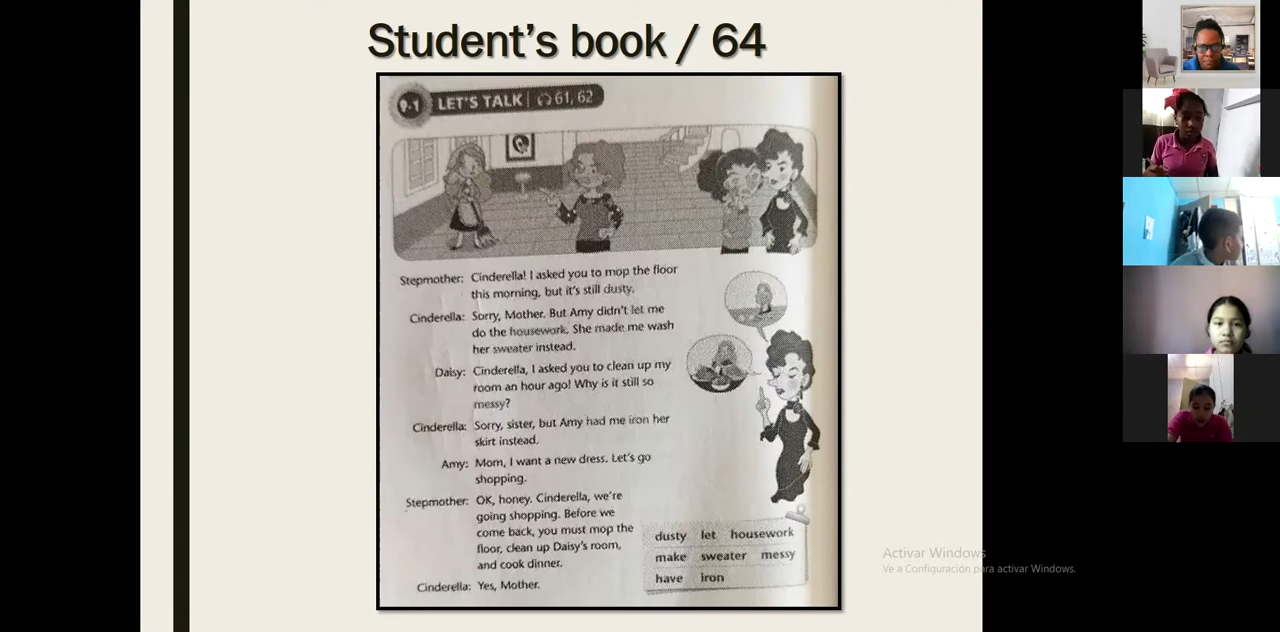 Student's book / 64
9-1 LET'S TALK 61, 62
Stepmother: Cinderella! I asked you to mop the floor
this morning, but it's still dusty.
Cinderella: Sorry, Mother. But Amy didn't let me
do the housework. She made me wash
her sweater instead.
Daisy: Cinderella, I asked you to clean up my
room an hour ago! Why is it still so
messy?
Cinderella: Sorry, sister, but Amy had me iron her
skirt instead.
Amy: Mom, I want a new dress. Let's go
shopping.
Stepmother: OK, honey. Cinderella, we're
going shopping. Before we
come back, you must mop the
floor, clean up Daisy's room,
and cook dinner.
Cinderella: Yes, Mother.
dusty let housework
make sweater messy
have iron
Activar Windows
Ve a Configuración para activar Windows.